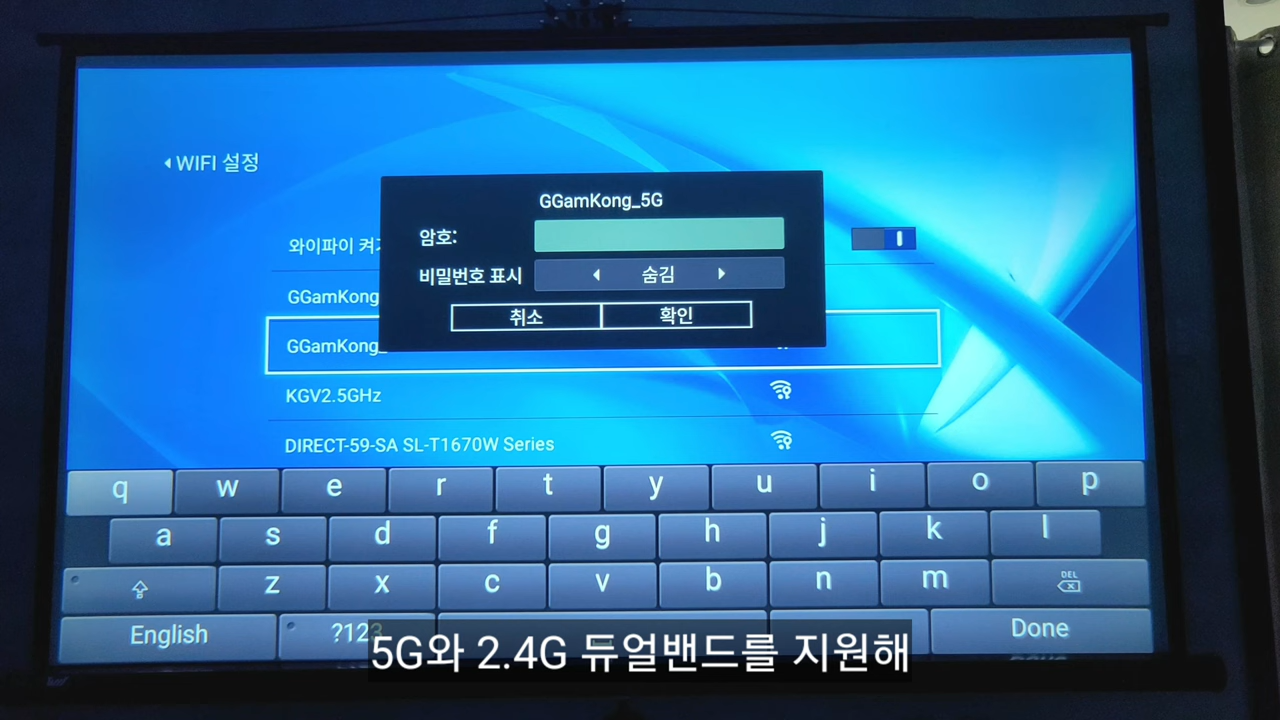 WIFI 설정
GGamKong_5G
암호:
와이파이 켜기
비밀번호 표시
숨김
GGamKong
취소
확인
GGamKong_
KGV2.5GHz
DIRECT-59-SA SL-T1670W Series
q w e r t y u i o p
a s d f g h j k l
z x c v b n m DEL
English ?123 Done
5G와 2.4G 듀얼밴드를 지원해